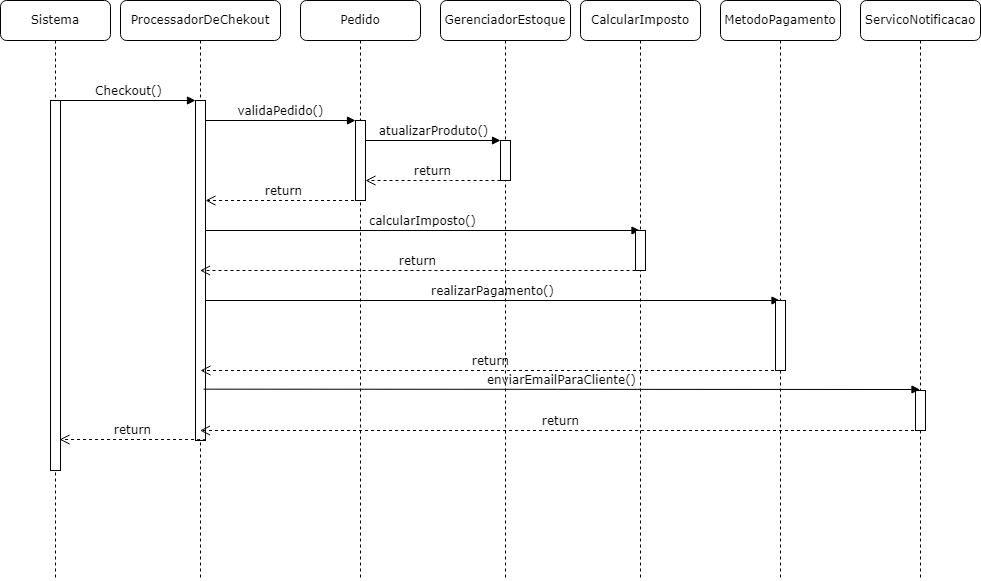 Sistema
ProcessadorDeChekout
Pedido
GerenciadorEstoque
CalcularImposto
MetodoPagamento
ServicoNotificacao
Checkout()
validaPedido()
atualizarProduto()
return
return
calcularImposto()
return
realizarPagamento()
return
enviarEmailParaCliente()
return
return